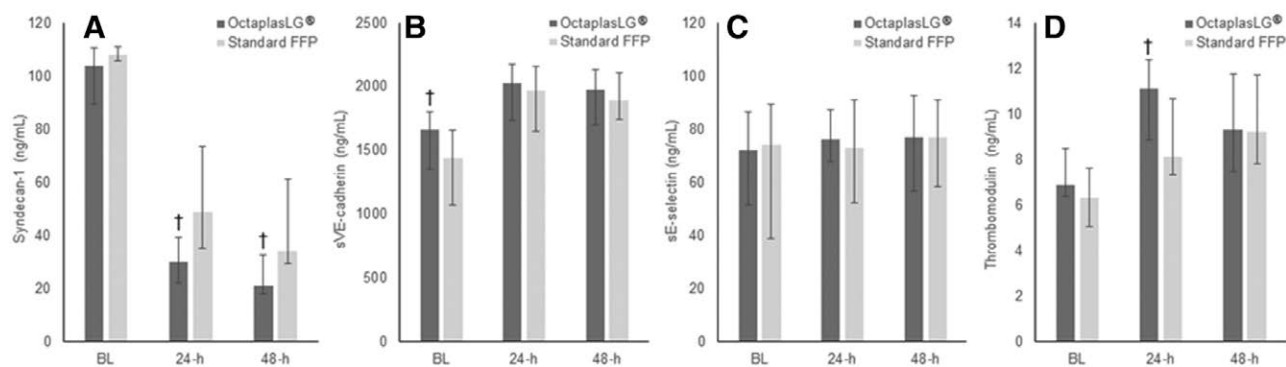 A
OctaplasLG®
Standard FFP
Syndecan-1 (ng/mL)
120
100
80
60
40
20
0
†
†
BL
24-h
48-h
B
OctaplasLG®
Standard FFP
sVE-cadherin (ng/mL)
2500
2000
1500
1000
500
0
†
BL
24-h
48-h
C
OctaplasLG®
Standard FFP
sE-selectin (ng/mL)
120
100
80
60
40
20
0
BL
24-h
48-h
D
OctaplasLG®
Standard FFP
Thrombomodulin (ng/mL)
14
12
10
8
6
4
2
0
†
BL
24-h
48-h